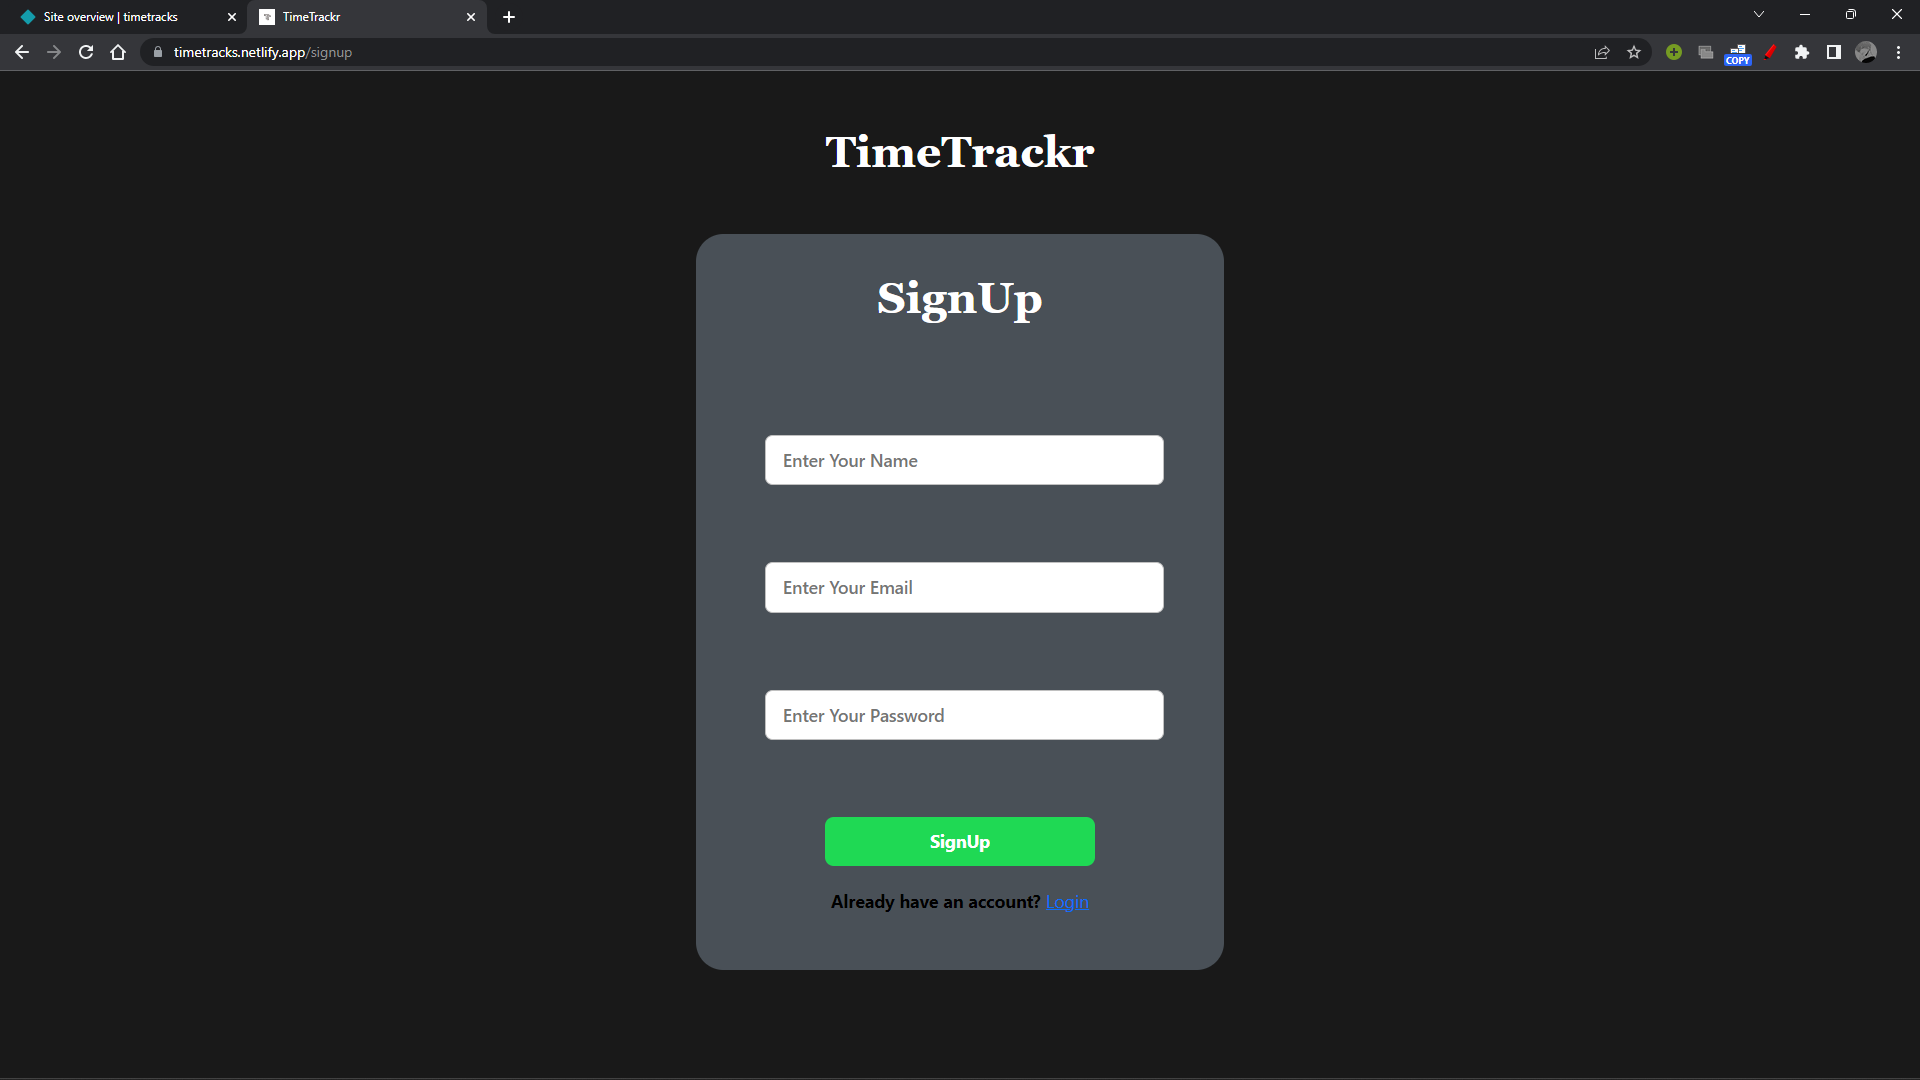 Site overview | timetracks
TimeTrackr
timetracks.netlify.app/signup
COPY
TimeTrackr
SignUp
Enter Your Name
Enter Your Email
Enter Your Password
SignUp
Already have an account? Login